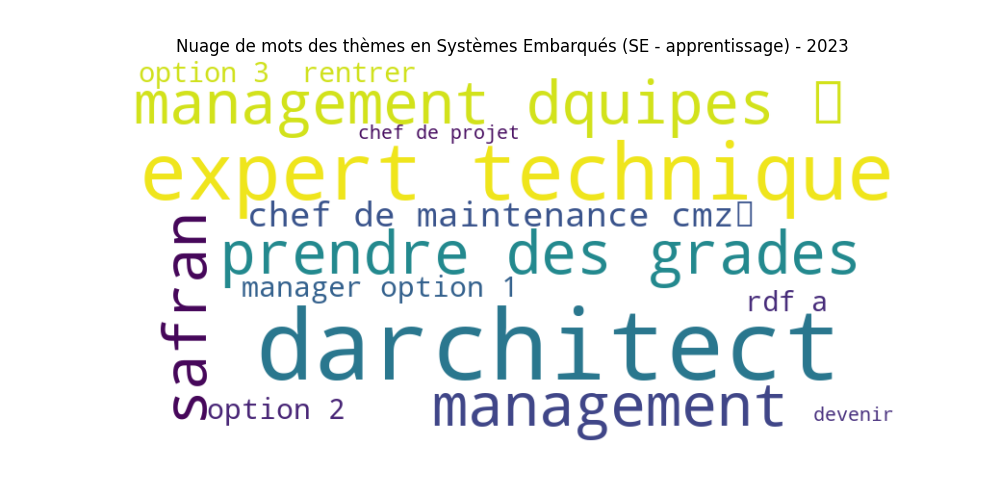 Nuage de mots des thèmes en Systèmes Embarqués (SE - apprentissage) - 2023
option 3 rentrer
management dquipes ▯
chef de projet
expert technique
chef de maintenance cmz▯
safran
prendre des grades
manager option 1
rdf a
darchitect
option 2
management
devenir